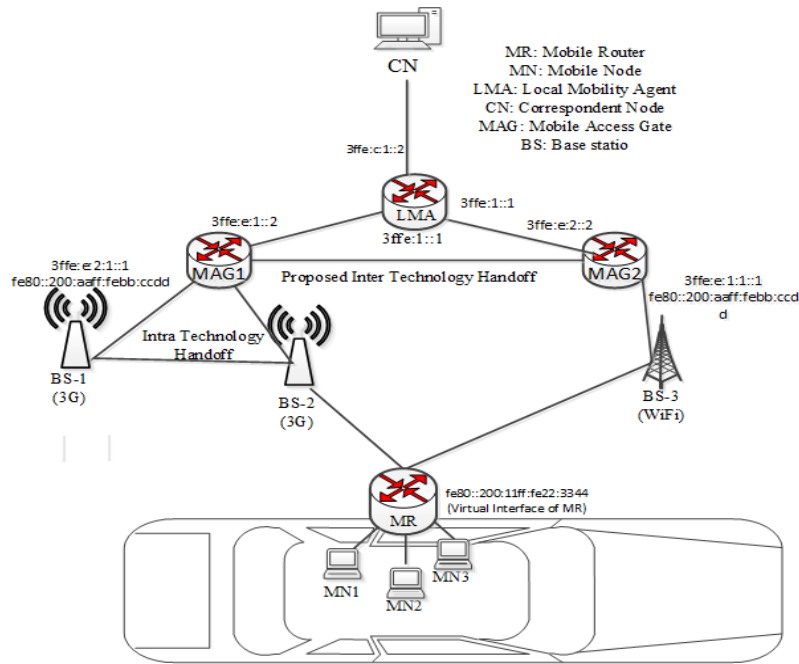 CN
MR: Mobile Router
MN: Mobile Node
LMA: Local Mobility Agent
CN: Correspondent Node
MAG: Mobile Access Gate
BS: Base statio
3ffe:c:1::2
3ffe:1::1
LMA
3ffe:1::1
3ffe:e:1::2
3ffe:e:2::2
MAG1
MAG2
Proposed Inter Technology Handoff
3ffe:e:2:1::1
fe80::200:aaff:febb:ccdd
3ffe:e:1:1::1
fe80::200:aaff:febb:ccd
d
Intra Technology
Handoff
BS-1
(3G)
BS-2
(3G)
BS-3
(WiFi)
MR
fe80::200:11ff:fe22:3344
(Virtual Interface of MR)
MN1
MN2
MN3